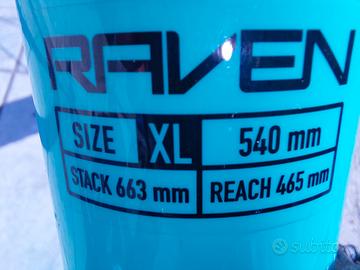 RAVEN
SIZE XL 540 mm
STACK 663 mm REACH 465 mm
subito